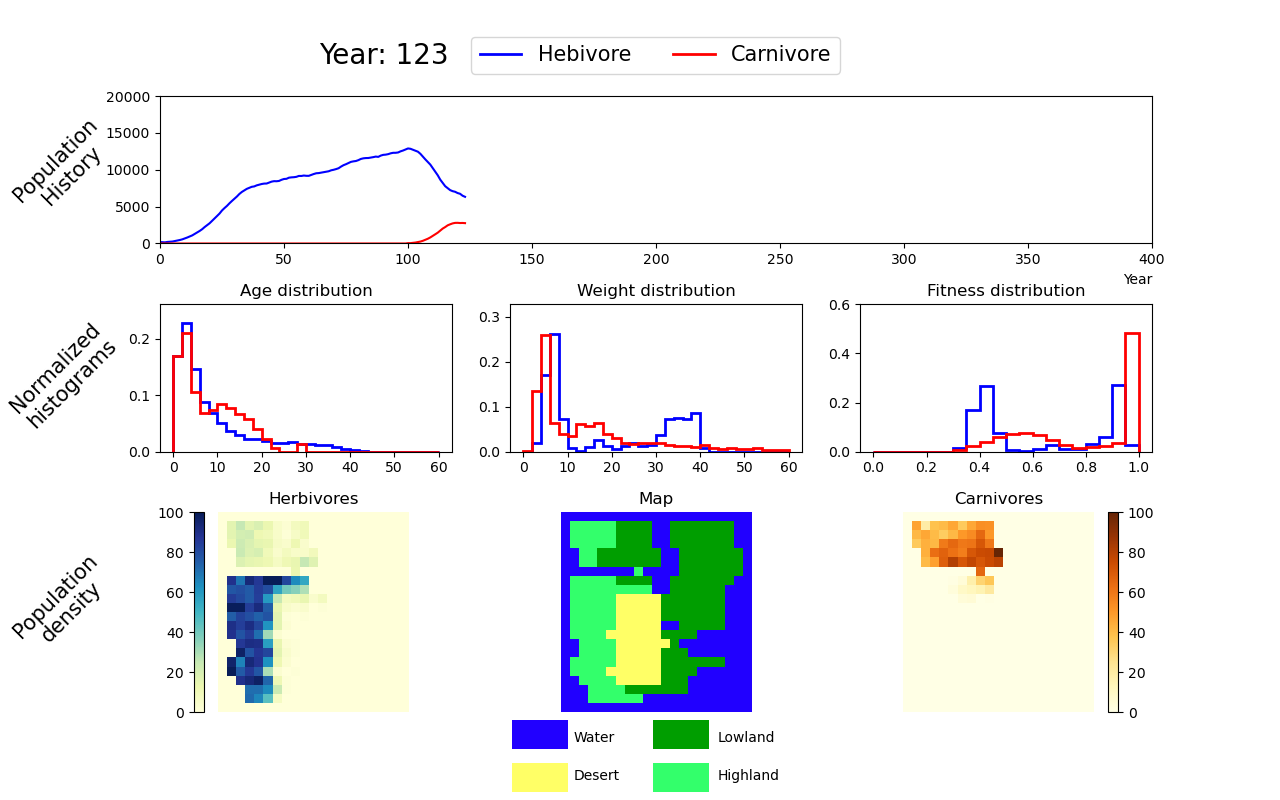 Year: 123
Hebivore
Carnivore
Population
History
20000
15000
10000
5000
0
0
50
100
150
200
250
300
350
400
Year
Normalized
histograms
Age distribution
0.2
0.1
0.0
0
20
40
60
Weight distribution
0.3
0.2
0.1
0.0
0
10
20
30
40
50
60
Fitness distribution
0.6
0.4
0.2
0.0
0.0
0.2
0.4
0.6
0.8
1.0
Population
density
Herbivores
100
80
60
40
20
0
Map
Carnivores
100
80
60
40
20
0
Water
Lowland
Desert
Highland